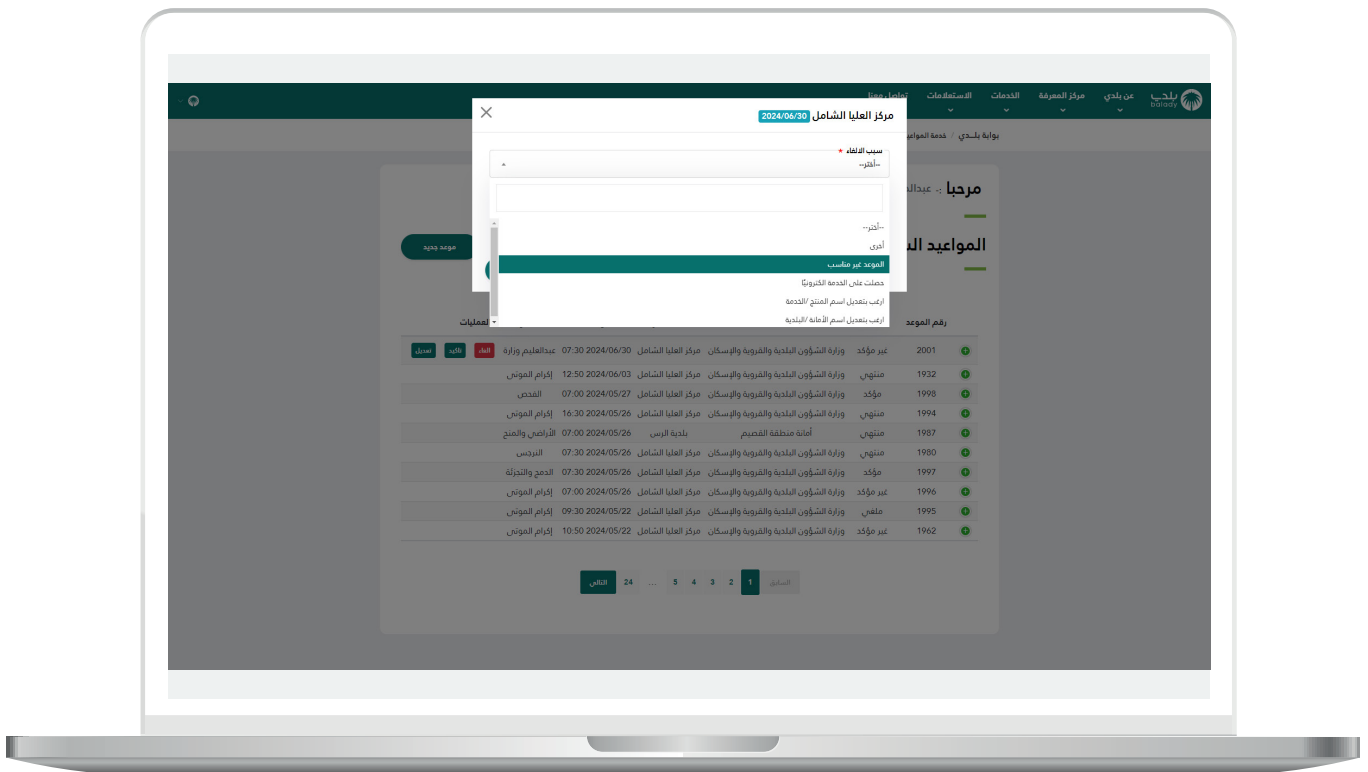 بلدي
balady
عن بلدي
مركز المعرفة
الخدمات
الاستعلامات
تواصل معنا
بوابة بلـــدي / خدمة المواعيد
مركز العليا الشامل 2024/06/30
سبب الالغاء *
--أختر--
--أختر--
أخرى
الموعد غير مناسب
حصلت على الخدمة الكترونيًا
ارغب بتعديل اسم المنتج /الخدمة
ارغب بتعديل اسم الأمانة /البلدية
مرحبا
المواعيد
موعد جديد
رقم الموعد
العمليات
2001 غير مؤكد وزارة الشؤون البلدية والقروية والإسكان مركز العليا الشامل 2024/06/30 07:30 عبدالعليم وزارة الغاء تاكيد تعديل
1932 منتهي وزارة الشؤون البلدية والقروية والإسكان مركز العليا الشامل 2024/06/03 12:50 إكرام الموتى
1998 مؤكد وزارة الشؤون البلدية والقروية والإسكان مركز العليا الشامل 2024/05/27 07:00 الفحص
1994 منتهي وزارة الشؤون البلدية والقروية والإسكان مركز العليا الشامل 2024/05/26 16:30 إكرام الموتى
1987 منتهي أمانة منطقة القصيم بلدية الرس 2024/05/26 07:00 الأراضي والمنح
1980 منتهي وزارة الشؤون البلدية والقروية والإسكان مركز العليا الشامل 2024/05/26 07:30 النرجس
1997 مؤكد وزارة الشؤون البلدية والقروية والإسكان مركز العليا الشامل 2024/05/26 07:30 الدمج والتجزئة
1996 غير مؤكد وزارة الشؤون البلدية والقروية والإسكان مركز العليا الشامل 2024/05/26 07:00 إكرام الموتى
1995 ملغي وزارة الشؤون البلدية والقروية والإسكان مركز العليا الشامل 2024/05/22 09:30 إكرام الموتى
1962 غير مؤكد وزارة الشؤون البلدية والقروية والإسكان مركز العليا الشامل 2024/05/22 10:50 إكرام الموتى
السابق 1 2 3 4 5 ... 24 التالي